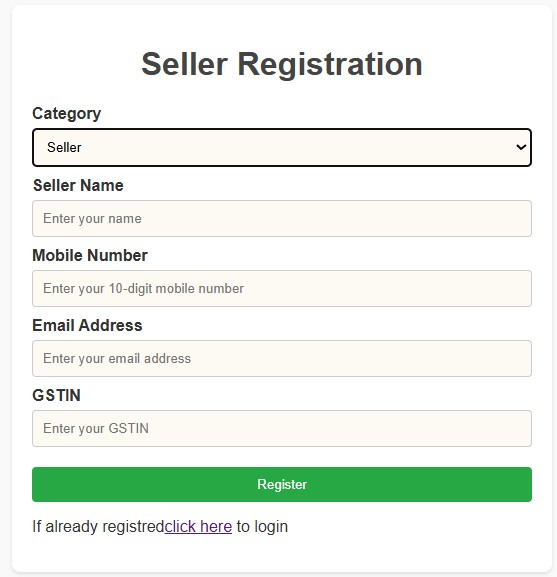 Seller Registration
Category
Seller
Seller Name
Enter your name
Mobile Number
Enter your 10-digit mobile number
Email Address
Enter your email address
GSTIN
Enter your GSTIN
Register
If already registredclick here to login